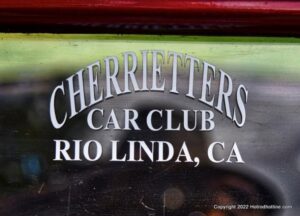 CHERRIETTERS
CAR CLUB
RIO LINDA, CA
Copyright 2022 Hotrodhotline.com